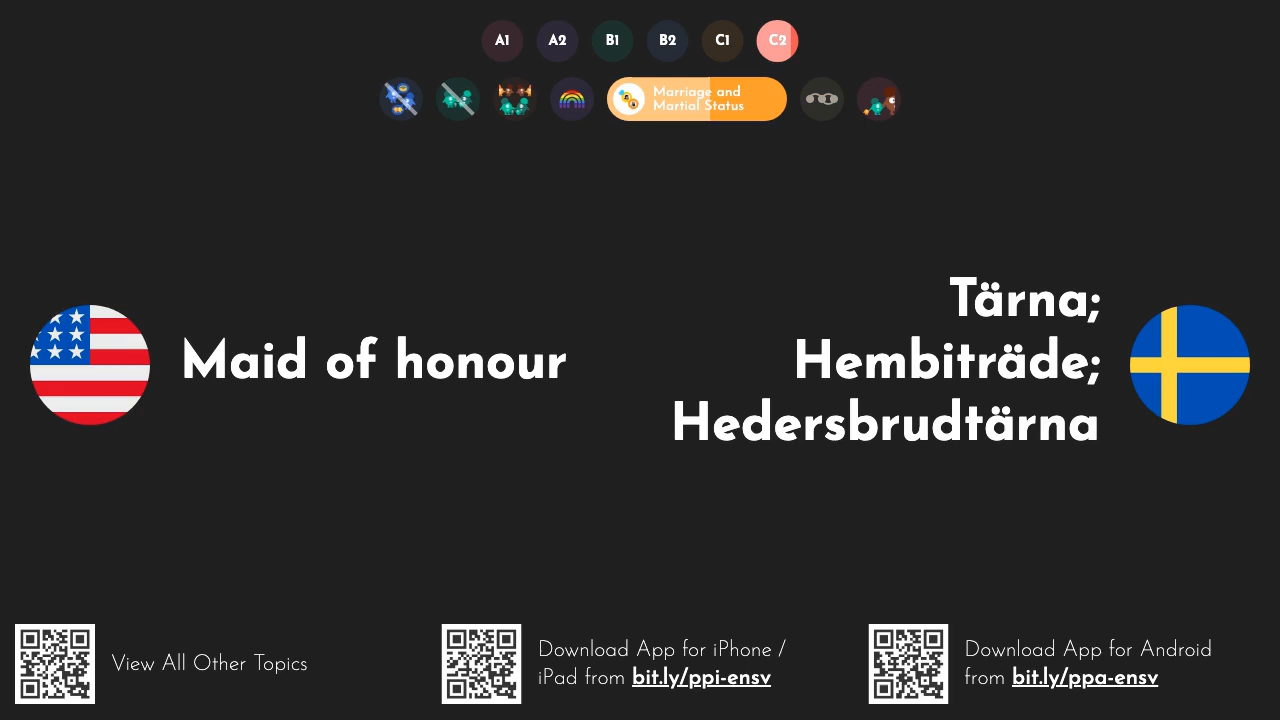 A1 A2 B1 B2 C1 C2
Marriage and
Martial Status
Maid of honour
Tärna;
Hembiträde;
Hedersbrudtärna
View All Other Topics
Download App for iPhone /
iPad from bit.ly/ppi-ensv
Download App for Android
from bit.ly/ppa-ensv